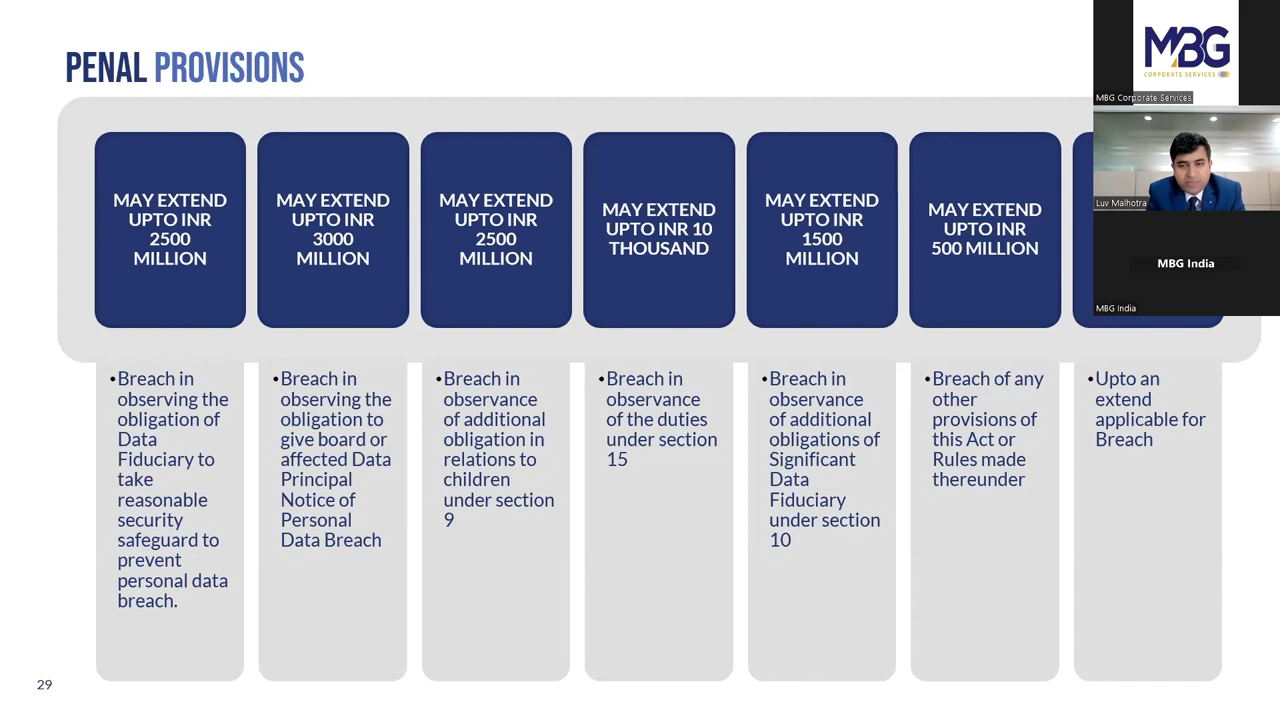 PENAL PROVISIONS
MBG
CORPORATE SERVICES
MBG Corporate Services
Luv Malhotra
MBG India
MBG India
MAY EXTEND
UPTO INR
2500
MILLION
MAY EXTEND
UPTO INR
3000
MILLION
MAY EXTEND
UPTO INR
2500
MILLION
MAY EXTEND
UPTO INR 10
THOUSAND
MAY EXTEND
UPTO INR
1500
MILLION
MAY EXTEND
UPTO INR
500 MILLION
•Breach in
observing the
obligation of
Data
Fiduciary to
take
reasonable
security
safeguard to
prevent
personal data
breach.
•Breach in
observing the
obligation to
give board or
affected Data
Principal
Notice of
Personal
Data Breach
•Breach in
observance
of additional
obligation in
relations to
children
under section
9
•Breach in
observance
of the duties
under section
15
•Breach in
observance
of additional
obligations of
Significant
Data
Fiduciary
under section
10
•Breach of any
other
provisions of
this Act or
Rules made
thereunder
•Upto an
extend
applicable for
Breach
29